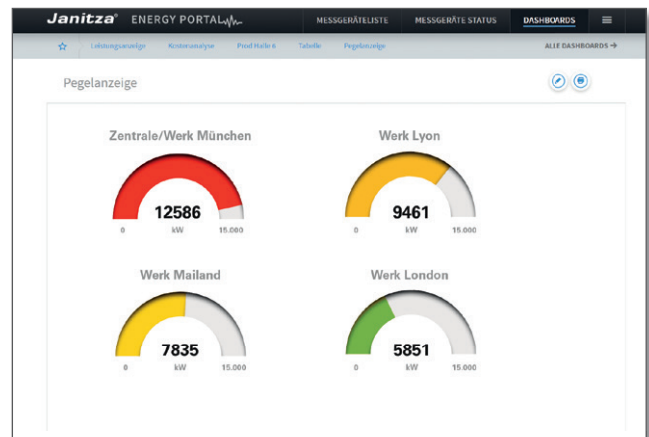 Janitza® ENERGY PORTAL MESSGERÄTELISTE MESSGERÄTE STATUS DASHBOARDS
Leistungsanzeige Kostenanalyse Prod Halle 6 Tabelle Pegelanzeige ALLE DASHBOARDS →
Pegelanzeige
Zentrale/Werk München
12586
0 kW 15.000
Werk Lyon
9461
0 kW 15.000
Werk Mailand
7835
0 kW 15.000
Werk London
5851
0 kW 15.000